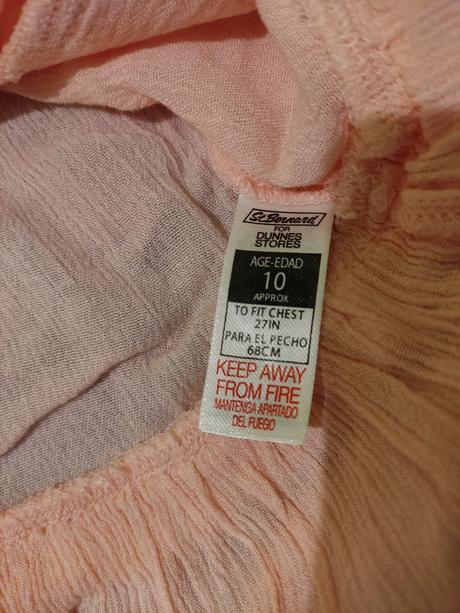 St.Bernard
FOR
DUNNES
STORES
AGE-EDAD
10
APPROX
TO FIT CHEST
27IN
PARA EL PECHO
68CM
KEEP AWAY
FROM FIRE
MANTENGA APARTADO
DEL FUEGO